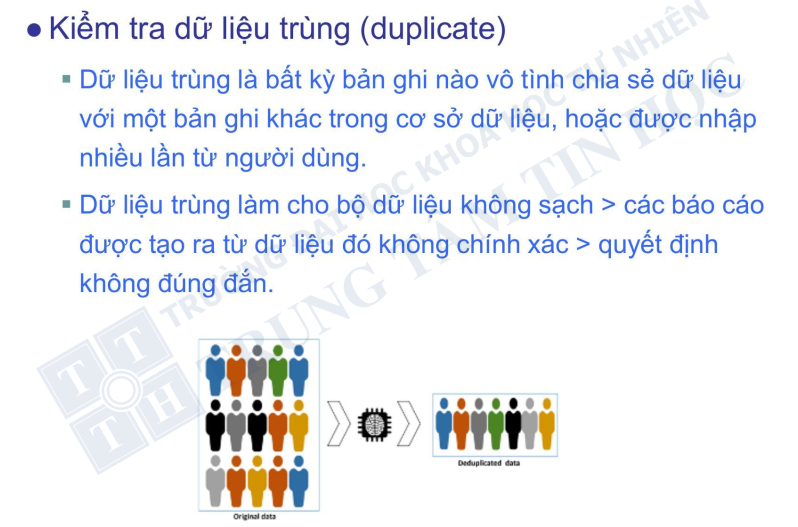 ● Kiểm tra dữ liệu trùng (duplicate)
▪ Dữ liệu trùng là bất kỳ bản ghi nào vô tình chia sẻ dữ liệu
với một bản ghi khác trong cơ sở dữ liệu, hoặc được nhập
nhiều lần từ người dùng.
▪ Dữ liệu trùng làm cho bộ dữ liệu không sạch > các báo cáo
được tạo ra từ dữ liệu đó không chính xác > quyết định
không đúng đắn.
TRƯỜNG ĐẠI HỌC KHOA HỌC TỰ NHIÊN
TRUNG TÂM TIN HỌC
T T
T H
Original data
Deduplicated data